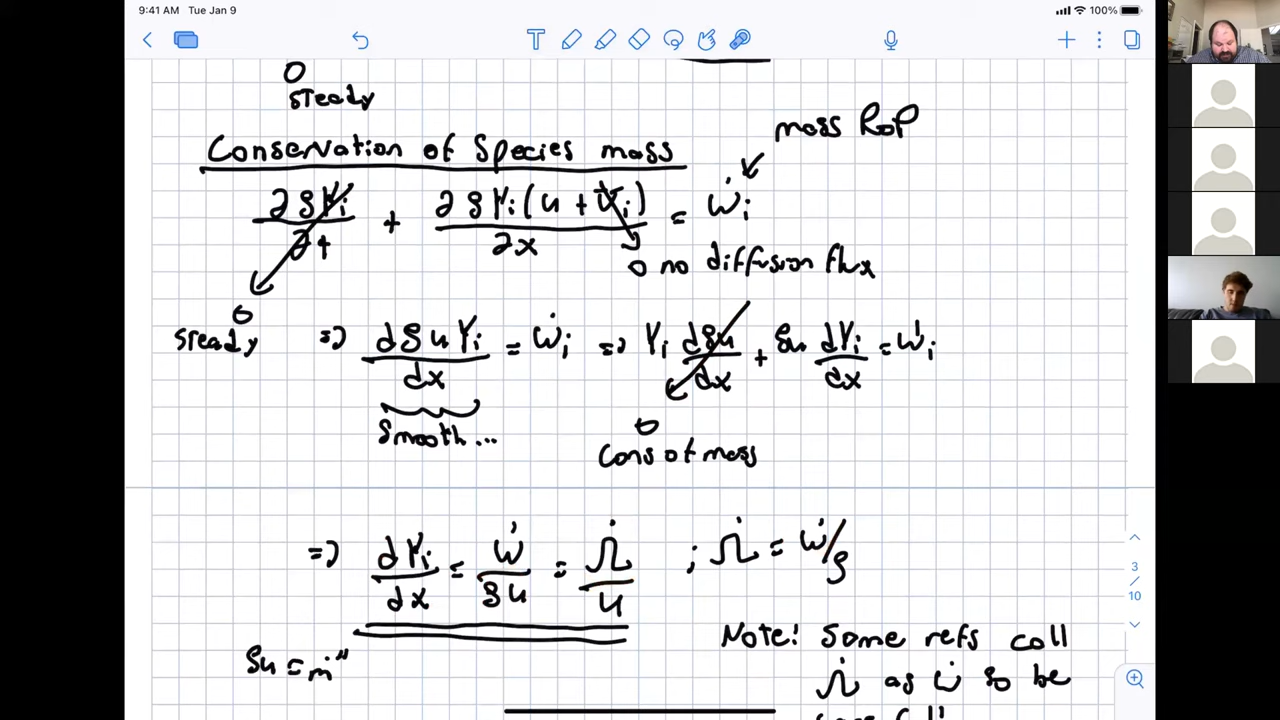 9:41 AM Tue Jan 9
100%
0
steady
mass RoP
Conservation of Species mass
∂ρYi/∂t + ∂ρYi(u + Vi)/∂x = ẇi
0 no diffusion flux
0
steady
⇒ dρuYi/dx = ẇi ⇒ Yi dρu/dx + ρu dYi/dx = ẇi
Smooth...
0
Cons of mass
⇒ dYi/dx = ẇ/ρu = Ω̇/u ; Ω̇ = ẇ/ρ
ρu = ṁ"
Note! Some refs call
Ω̇ as ẇ so be
3
/
10
T